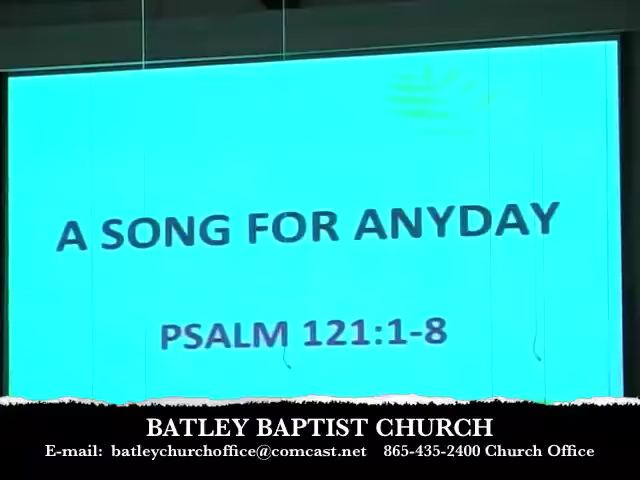 A SONG FOR ANYDAY
PSALM 121:1-8
BATLEY BAPTIST CHURCH
E-mail: batleychurchoffice@comcast.net 865-435-2400 Church Office